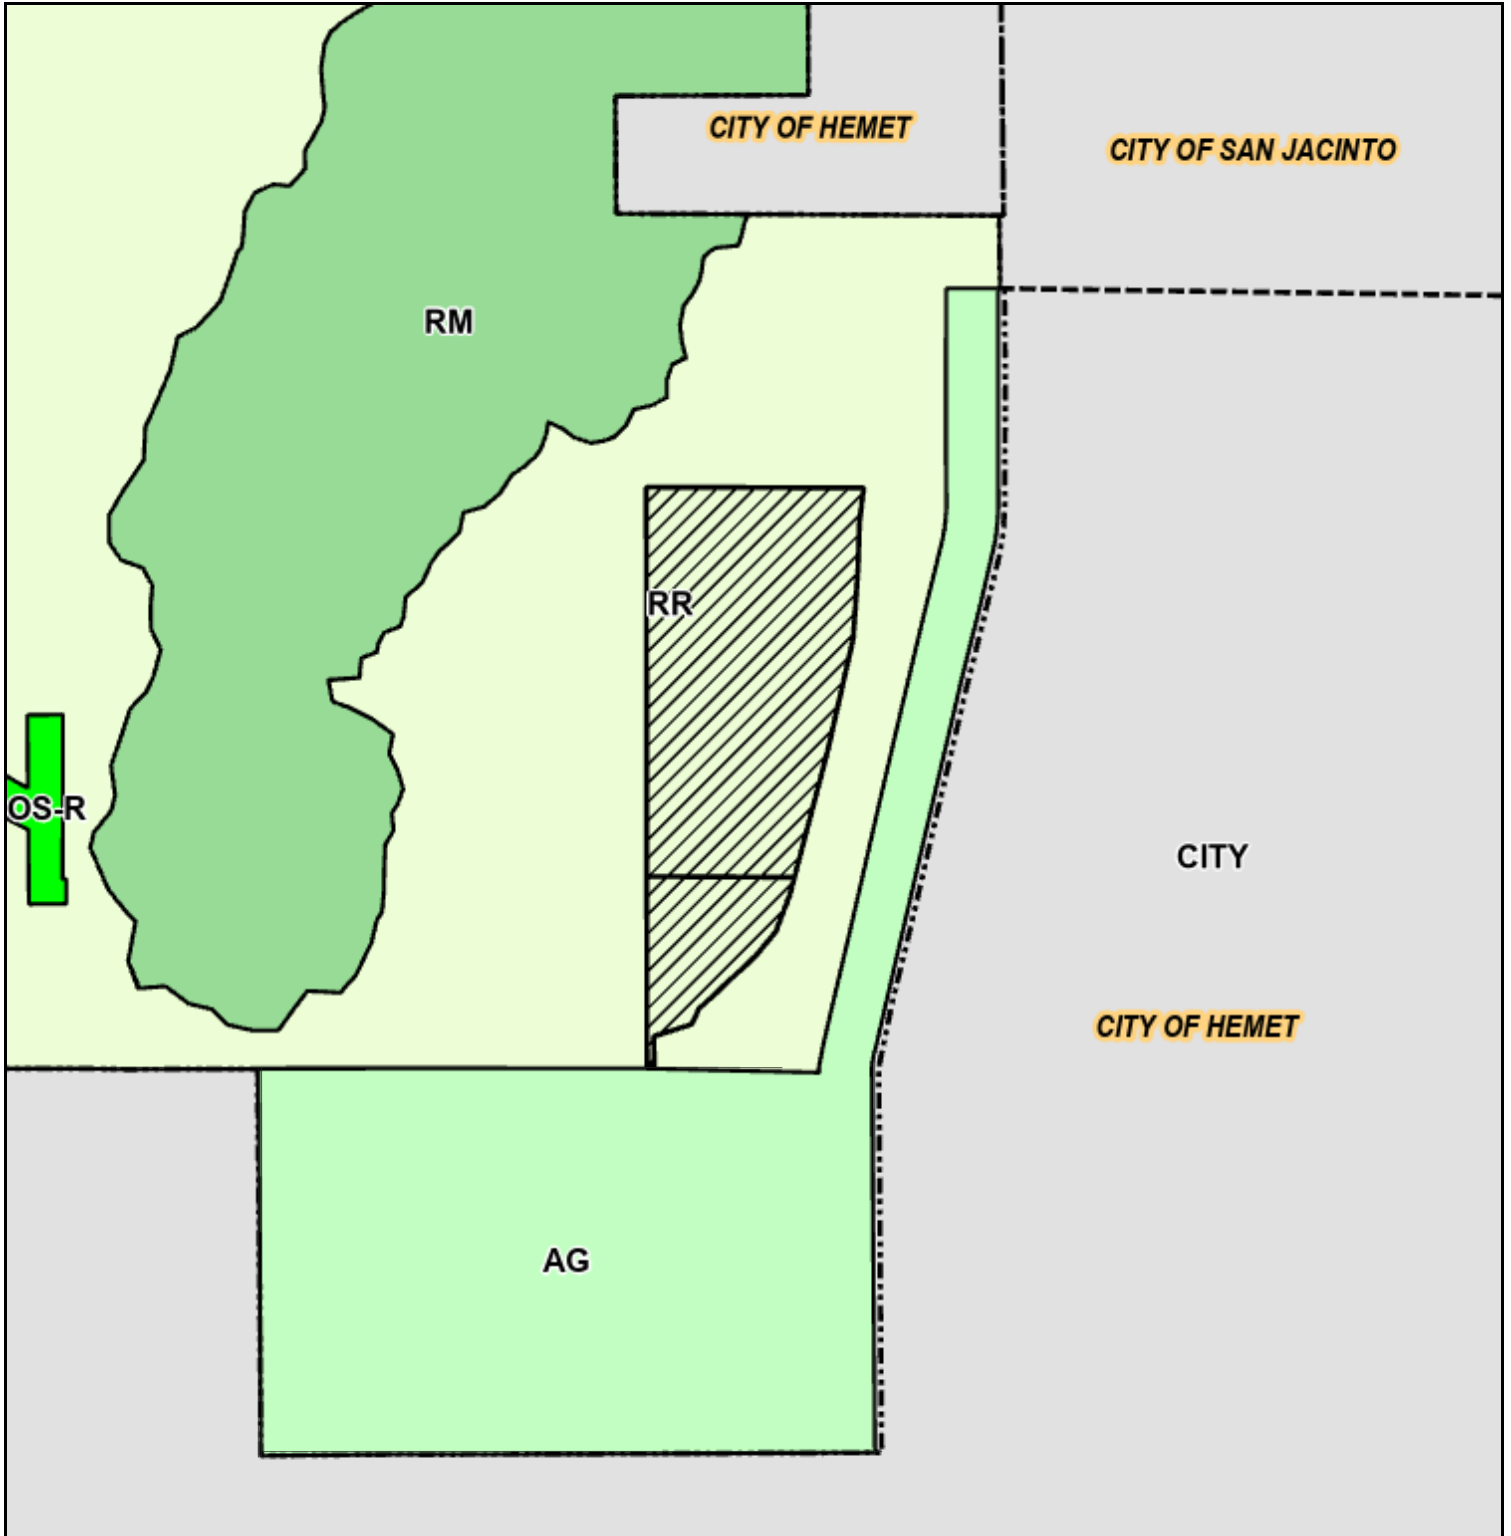 CITY OF HEMET
CITY OF SAN JACINTO
RM
RR
OS-R
CITY
CITY OF HEMET
AG